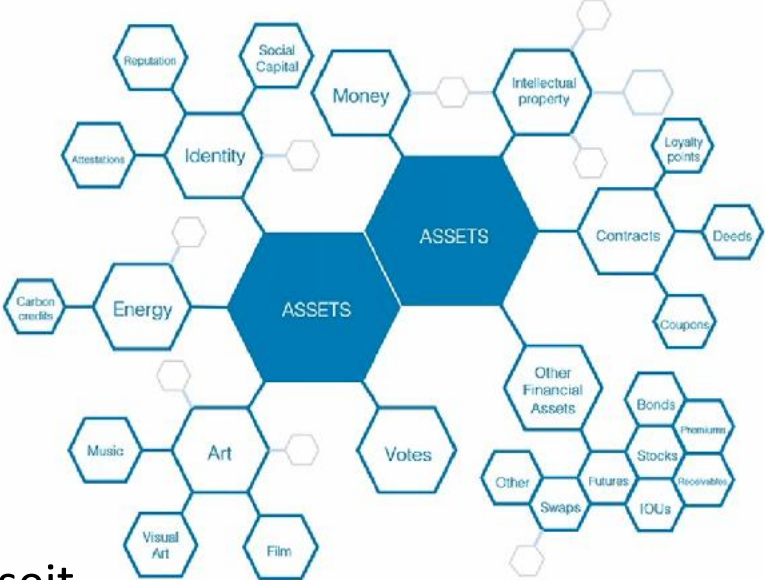 Reputation
Social
Capital
Money
Intellectual
property
Attestations
Identity
Loyalty
points
ASSETS
Contracts
Deeds
Carbon
credits
Energy
ASSETS
Coupons
Other
Financial
Assets
Bonds
Premiums
Music
Art
Votes
Stocks
Other
Futures
Receivables
Swaps
IOUs
Visual
Art
Film
soit